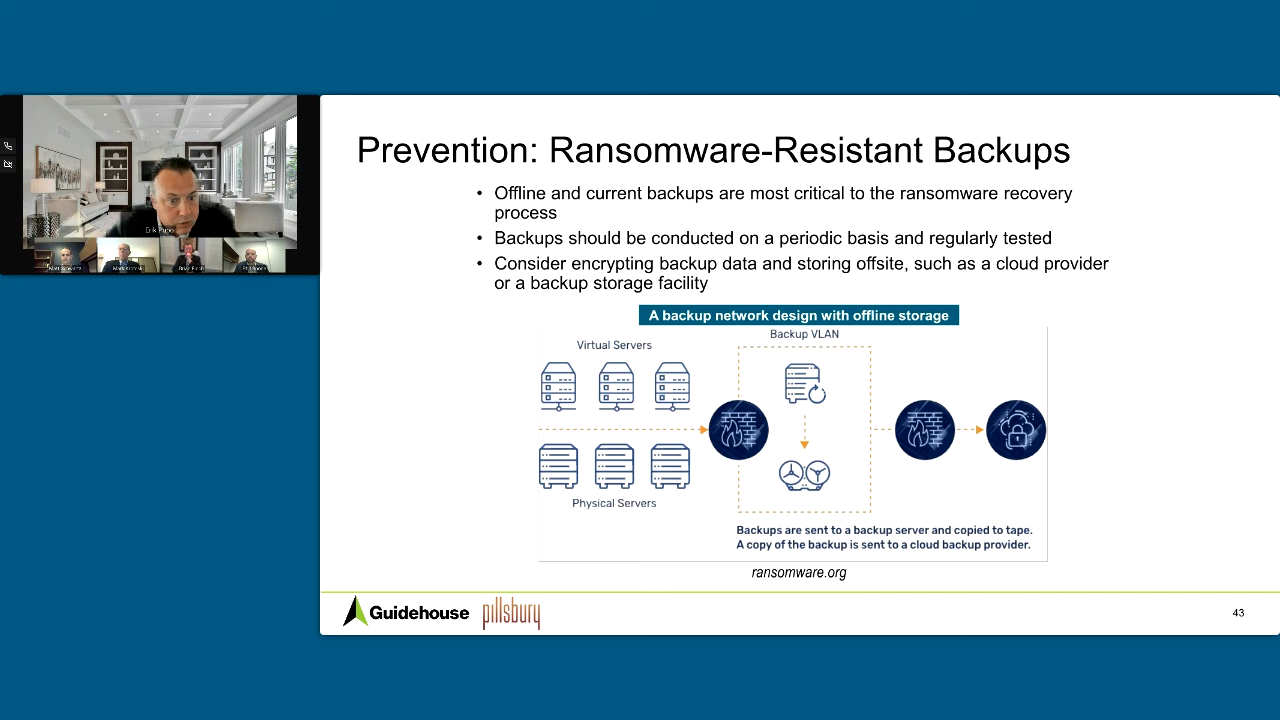 Prevention: Ransomware-Resistant Backups
• Offline and current backups are most critical to the ransomware recovery
process
• Backups should be conducted on a periodic basis and regularly tested
• Consider encrypting backup data and storing offsite, such as a cloud provider
or a backup storage facility
A backup network design with offline storage
Backup VLAN
Virtual Servers
Physical Servers
Backups are sent to a backup server and copied to tape.
A copy of the backup is sent to a cloud backup provider.
ransomware.org
Guidehouse
pillsbury
43
Erik Pupo
Matt Schwartz